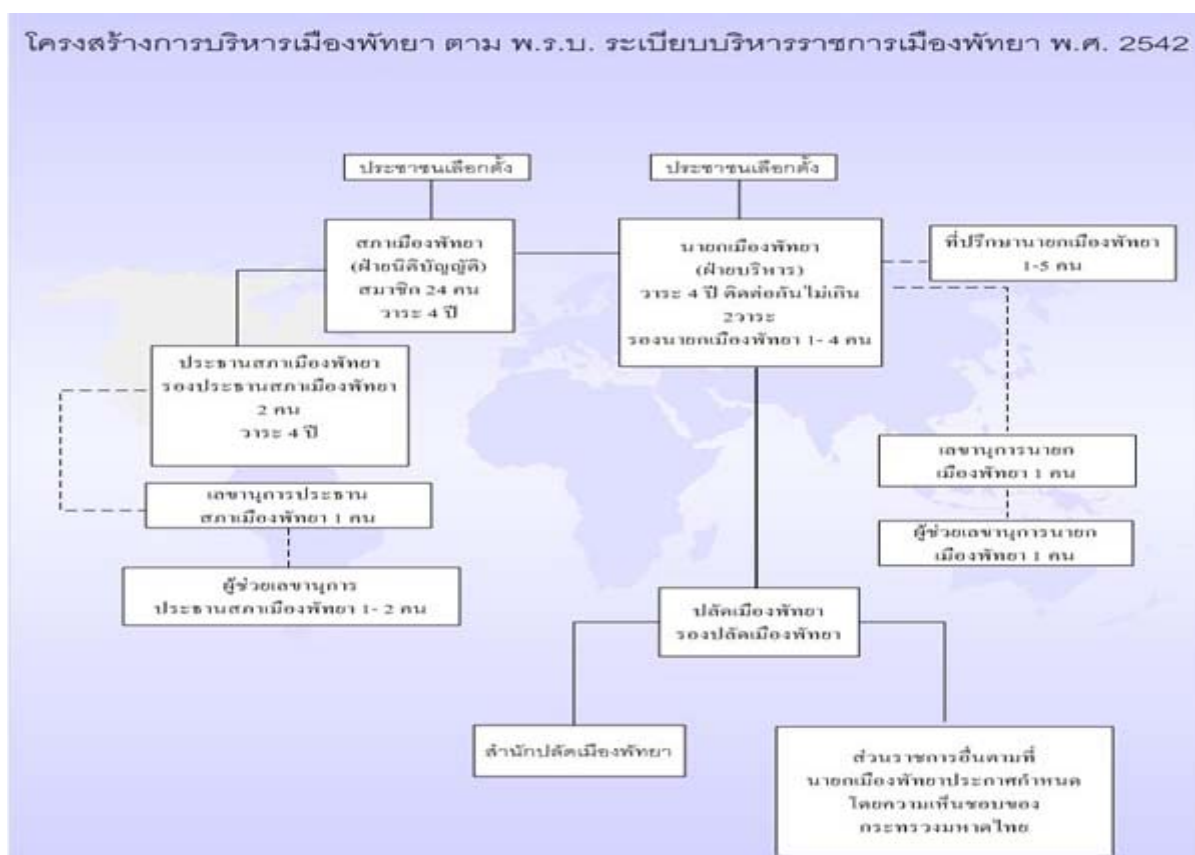 โครงสร้างการบริหารเมืองพัทยา ตาม พ.ร.บ. ระเบียบบริหารราชการเมืองพัทยา พ.ศ. 2542
ประชาชนเลือกตั้ง
ประชาชนเลือกตั้ง
สภาเมืองพัทยา
(ฝ่ายนิติบัญญัติ)
สมาชิก 24 คน
วาระ 4 ปี
นายกเมืองพัทยา
(ฝ่ายบริหาร)
วาระ 4 ปี ติดต่อกันไม่เกิน
2วาระ
รองนายกเมืองพัทยา 1- 4 คน
ที่ปรึกษานายกเมืองพัทยา
1-5 คน
ประธานสภาเมืองพัทยา
รองประธานสภาเมืองพัทยา
2 คน
วาระ 4 ปี
เลขานุการนายก
เมืองพัทยา 1 คน
เลขานุการประธาน
สภาเมืองพัทยา 1 คน
ผู้ช่วยเลขานุการนายก
เมืองพัทยา 1 คน
ผู้ช่วยเลขานุการ
ประธานสภาเมืองพัทยา 1- 2 คน
ปลัดเมืองพัทยา
รองปลัดเมืองพัทยา
สำนักปลัดเมืองพัทยา
ส่วนราชการอื่นตามที่
นายกเมืองพัทยาประกาศกำหนด
โดยความเห็นชอบของ
กระทรวงมหาดไทย